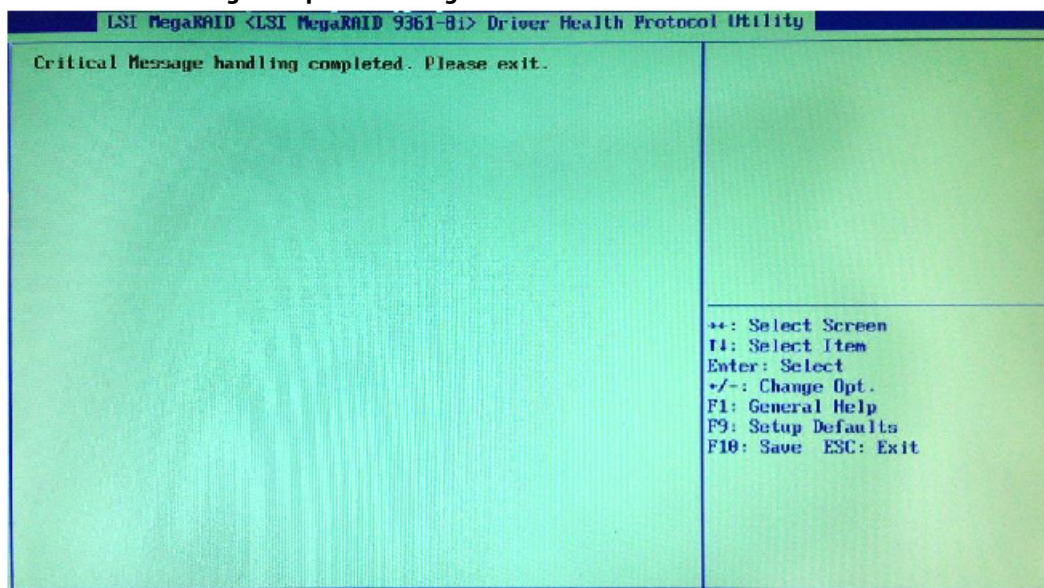 LSI MegaRAID <LSI MegaRAID 9361-8i> Driver Health Protocol Utility
Critical Message handling completed. Please exit.
→←: Select Screen
↑↓: Select Item
Enter: Select
+/-: Change Opt.
F1: General Help
F9: Setup Defaults
F10: Save ESC: Exit